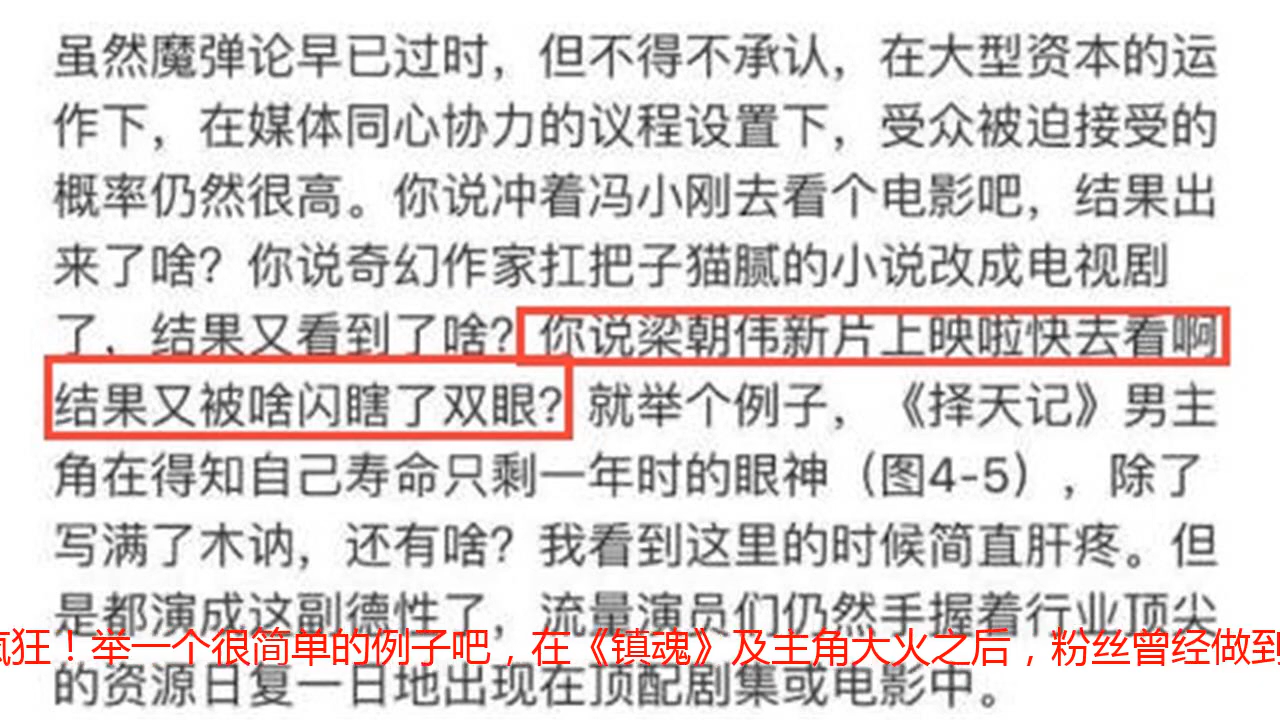 虽然魔弹论早已过时，但不得不承认，在大型资本的运
作下，在媒体同心协力的议程设置下，受众被迫接受的
概率仍然很高。你说冲着冯小刚去看个电影吧，结果出
来了啥？你说奇幻作家扛把子猫腻的小说改成电视剧
了，结果又看到了啥？你说梁朝伟新片上映啦快去看啊
结果又被啥闪瞎了双眼？就举个例子，《择天记》男主
角在得知自己寿命只剩一年时的眼神（图4-5），除了
写满了木讷，还有啥？我看到这里的时候简直肝疼。但
是都演成这副德性了，流量演员们仍然手握着行业顶尖
疯狂！举一个很简单的例子吧，在《镇魂》及主角大火之后，粉丝曾经做到
的资源日复一日地出现在顶配剧集或电影中。